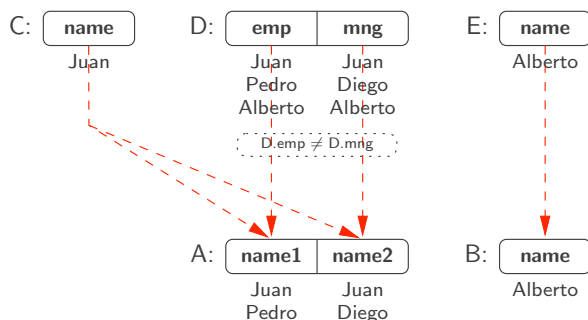 C: name
Juan
D: emp mng
Juan Juan
Pedro Diego
Alberto Alberto
D.emp ≠ D.mng
E: name
Alberto
A: name1 name2
Juan Juan
Pedro Diego
B: name
Alberto